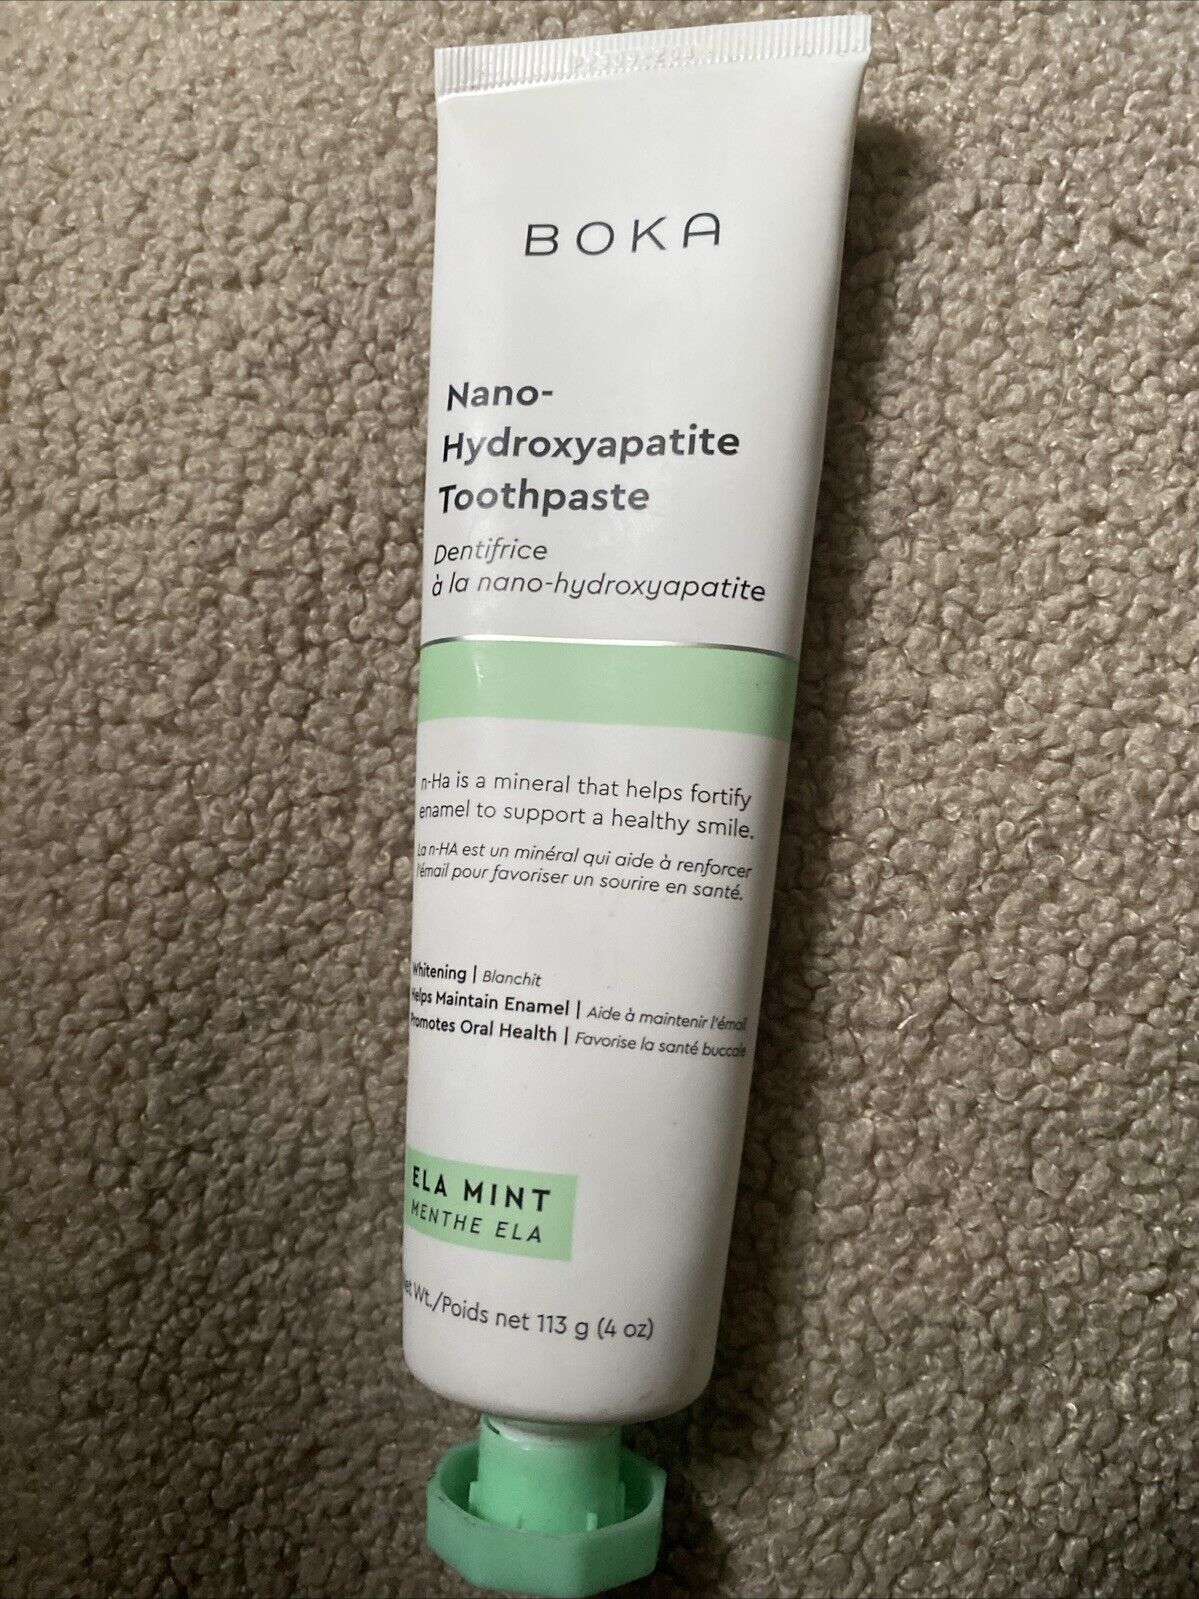 BOKA
Nano-
Hydroxyapatite
Toothpaste
Dentifrice
à la nano-hydroxyapatite
n-Ha is a mineral that helps fortify
enamel to support a healthy smile.
La n-HA est un minéral qui aide à renforcer
l'émail pour favoriser un sourire en santé.
Whitening | Blanchit
Helps Maintain Enamel | Aide à maintenir l'émail
Promotes Oral Health | Favorise la santé buccale
ELA MINT
MENTHE ELA
et Wt./Poids net 113 g (4 oz)